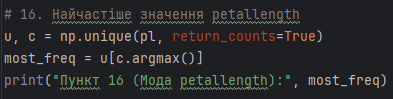 # 16. Найчастіше значення petallength
u, c = np.unique(pl, return_counts=True)
most_freq = u[c.argmax()]
print("Пункт 16 (Мода petallength):", most_freq)